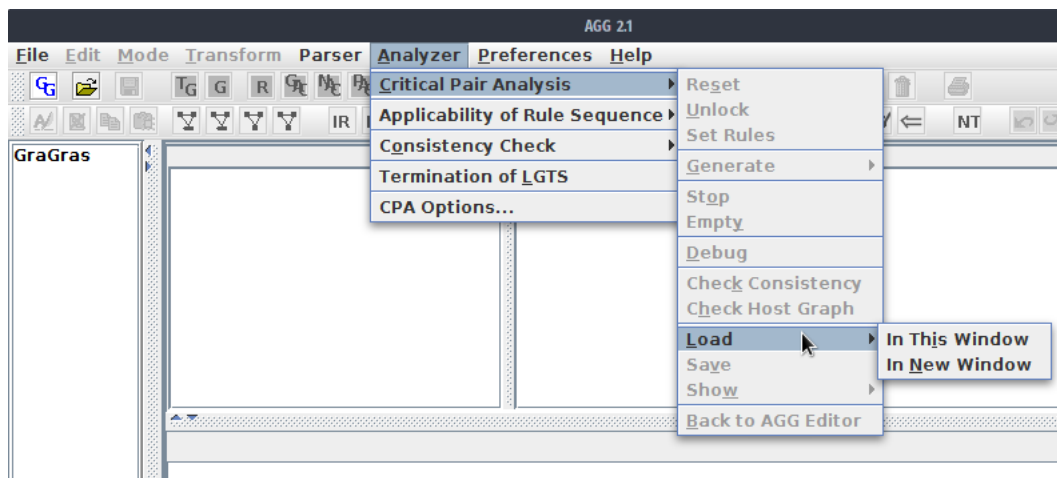 AGG 2.1
File Edit Mode Transform Parser Analyzer Preferences Help
GG TG G R
IR NT
GraGras
Critical Pair Analysis
Applicability of Rule Sequence
Consistency Check
Termination of LGTS
CPA Options...
Reset
Unlock
Set Rules
Generate
Stop
Empty
Debug
Check Consistency
Check Host Graph
Load
Save
Show
Back to AGG Editor
In This Window
In New Window